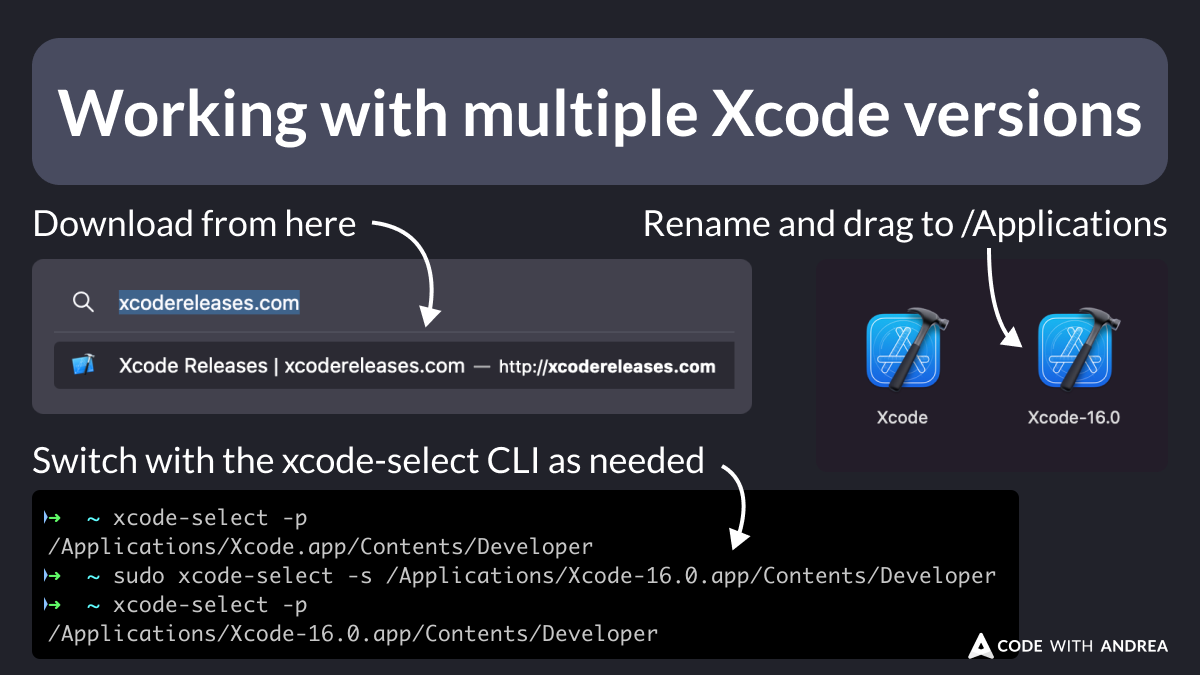 Working with multiple Xcode versions
Download from here
Rename and drag to /Applications
xcodereleases.com
Xcode Releases | xcodereleases.com — http://xcodereleases.com
Xcode
Xcode-16.0
Switch with the xcode-select CLI as needed
➜ ~ xcode-select -p
/Applications/Xcode.app/Contents/Developer
➜ ~ sudo xcode-select -s /Applications/Xcode-16.0.app/Contents/Developer
➜ ~ xcode-select -p
/Applications/Xcode-16.0.app/Contents/Developer
CODE WITH ANDREA